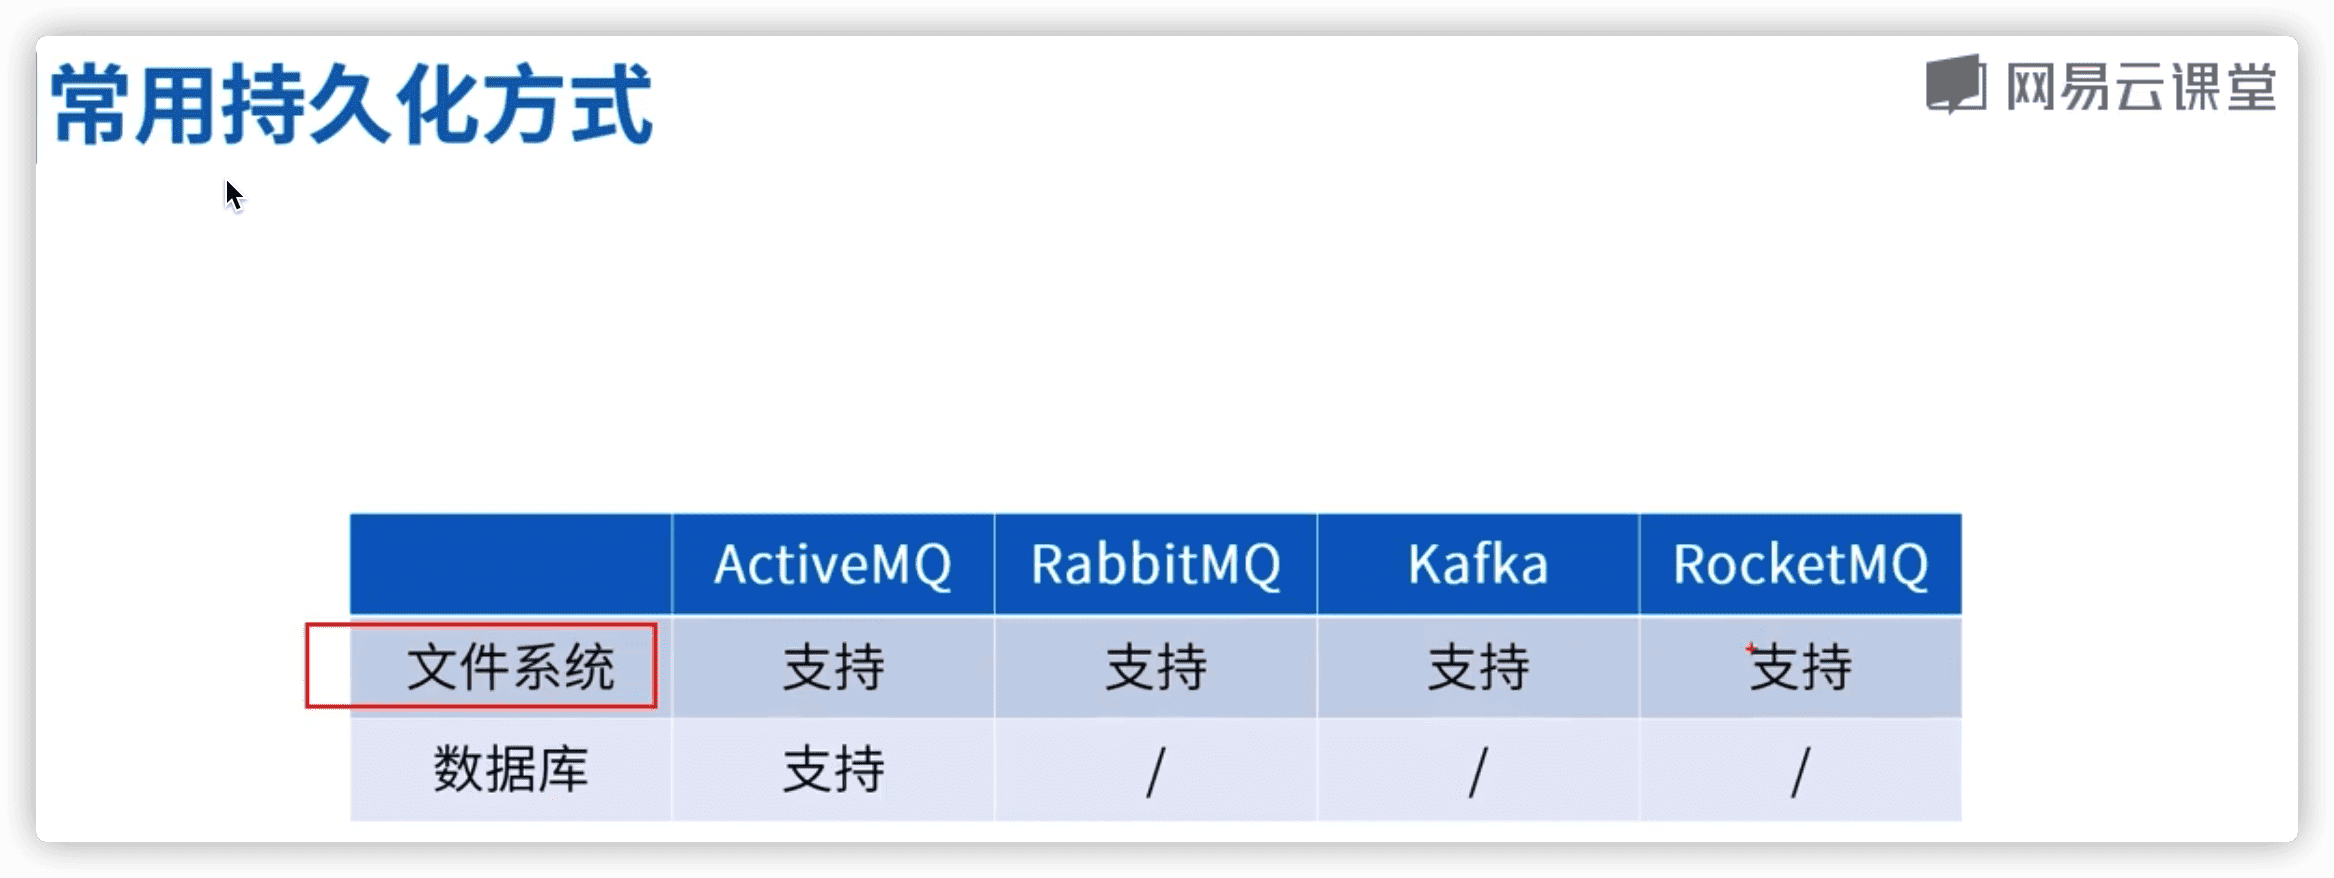 常用持久化方式
网易云课堂
ActiveMQ RabbitMQ Kafka RocketMQ
文件系统 支持 支持 支持 支持
数据库 支持 / / /